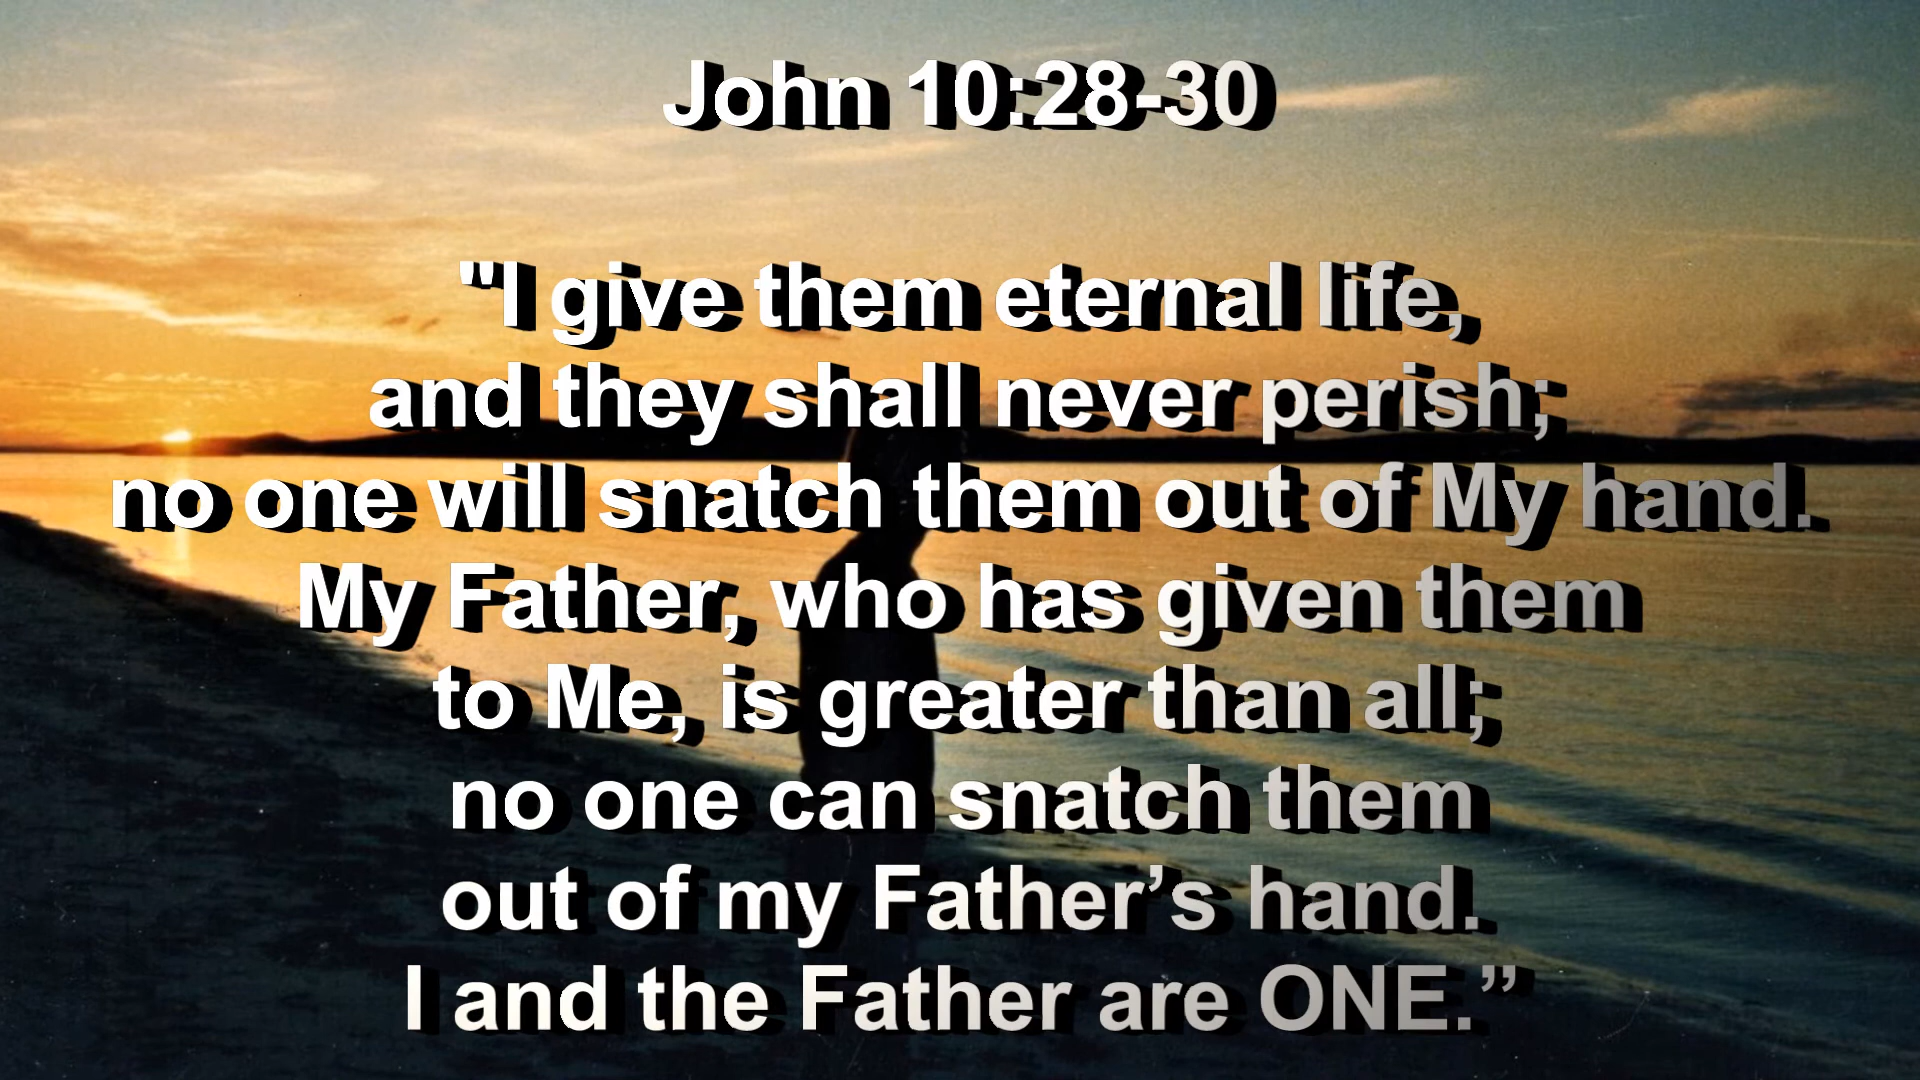 John 10:28-30
"I give them eternal life,
and they shall never perish;
no one will snatch them out of My hand.
My Father, who has given them
to Me, is greater than all;
no one can snatch them
out of my Father’s hand.
I and the Father are ONE.”